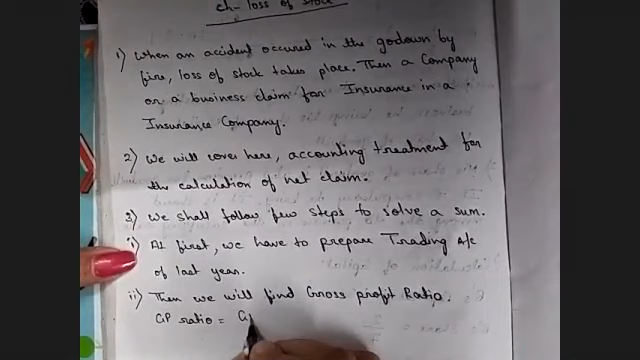 ch- loss of stock
1) When an accident occured in the godown by
fire, loss of stock takes place. Then a Company
or a business claim for Insurance in a
Insurance Company.
2) We will cover here, accounting treatment for
the calculation of net claim.
3) We shall follow few steps to solve a sum.
i) At first, we have to prepare Trading A/c
of last year.
ii) Then we will find Gross profit Ratio.
GP ratio = G